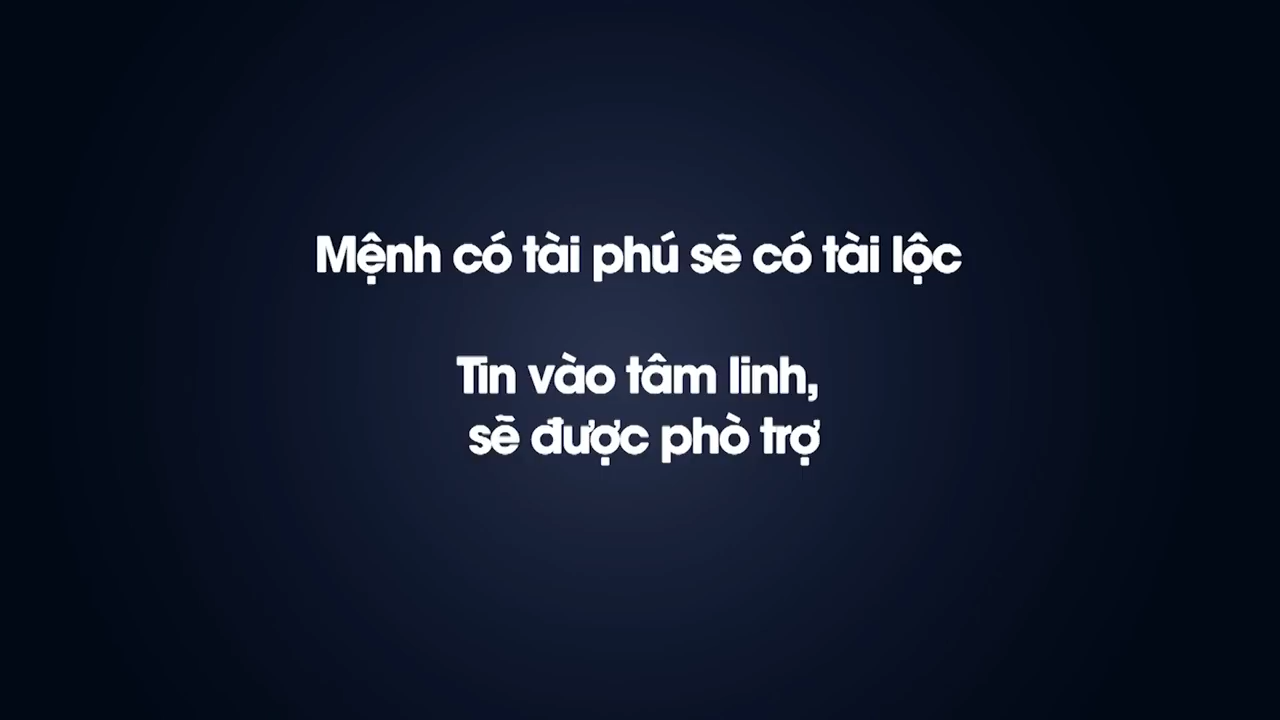 Mệnh có tài phú sẽ có tài lộc
Tin vào tâm linh,
sẽ được phò trợ